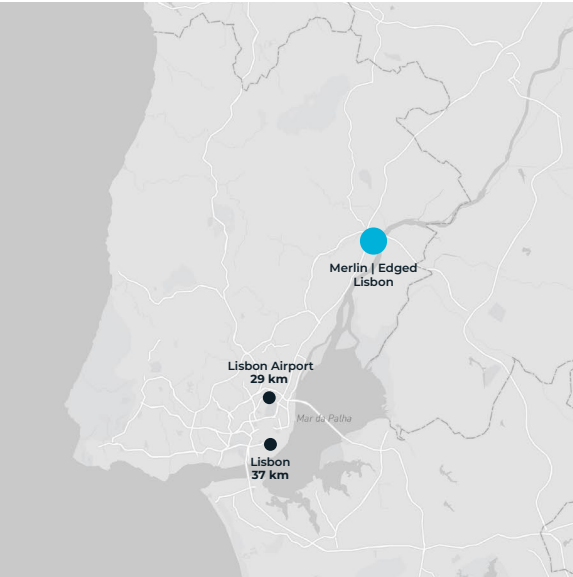 Merlin | Edged
Lisbon
Lisbon Airport
29 km
Mar da Palha
Lisbon
37 km